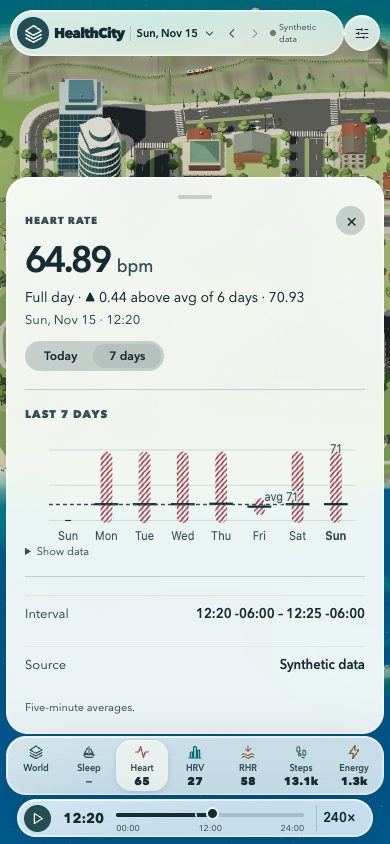 HealthCity
Sun, Nov 15
Synthetic
data
HEART RATE
64.89 bpm
Full day · ▲ 0.44 above avg of 6 days · 70.93
Sun, Nov 15 · 12:20
Today
7 days
LAST 7 DAYS
71
avg 71
Sun Mon Tue Wed Thu Fri Sat Sun
Show data
Interval 12:20 -06:00 – 12:25 -06:00
Source Synthetic data
Five-minute averages.
World Sleep Heart HRV RHR Steps Energy
– 65 27 58 13.1k 1.3k
12:20
240×
00:00 12:00 24:00